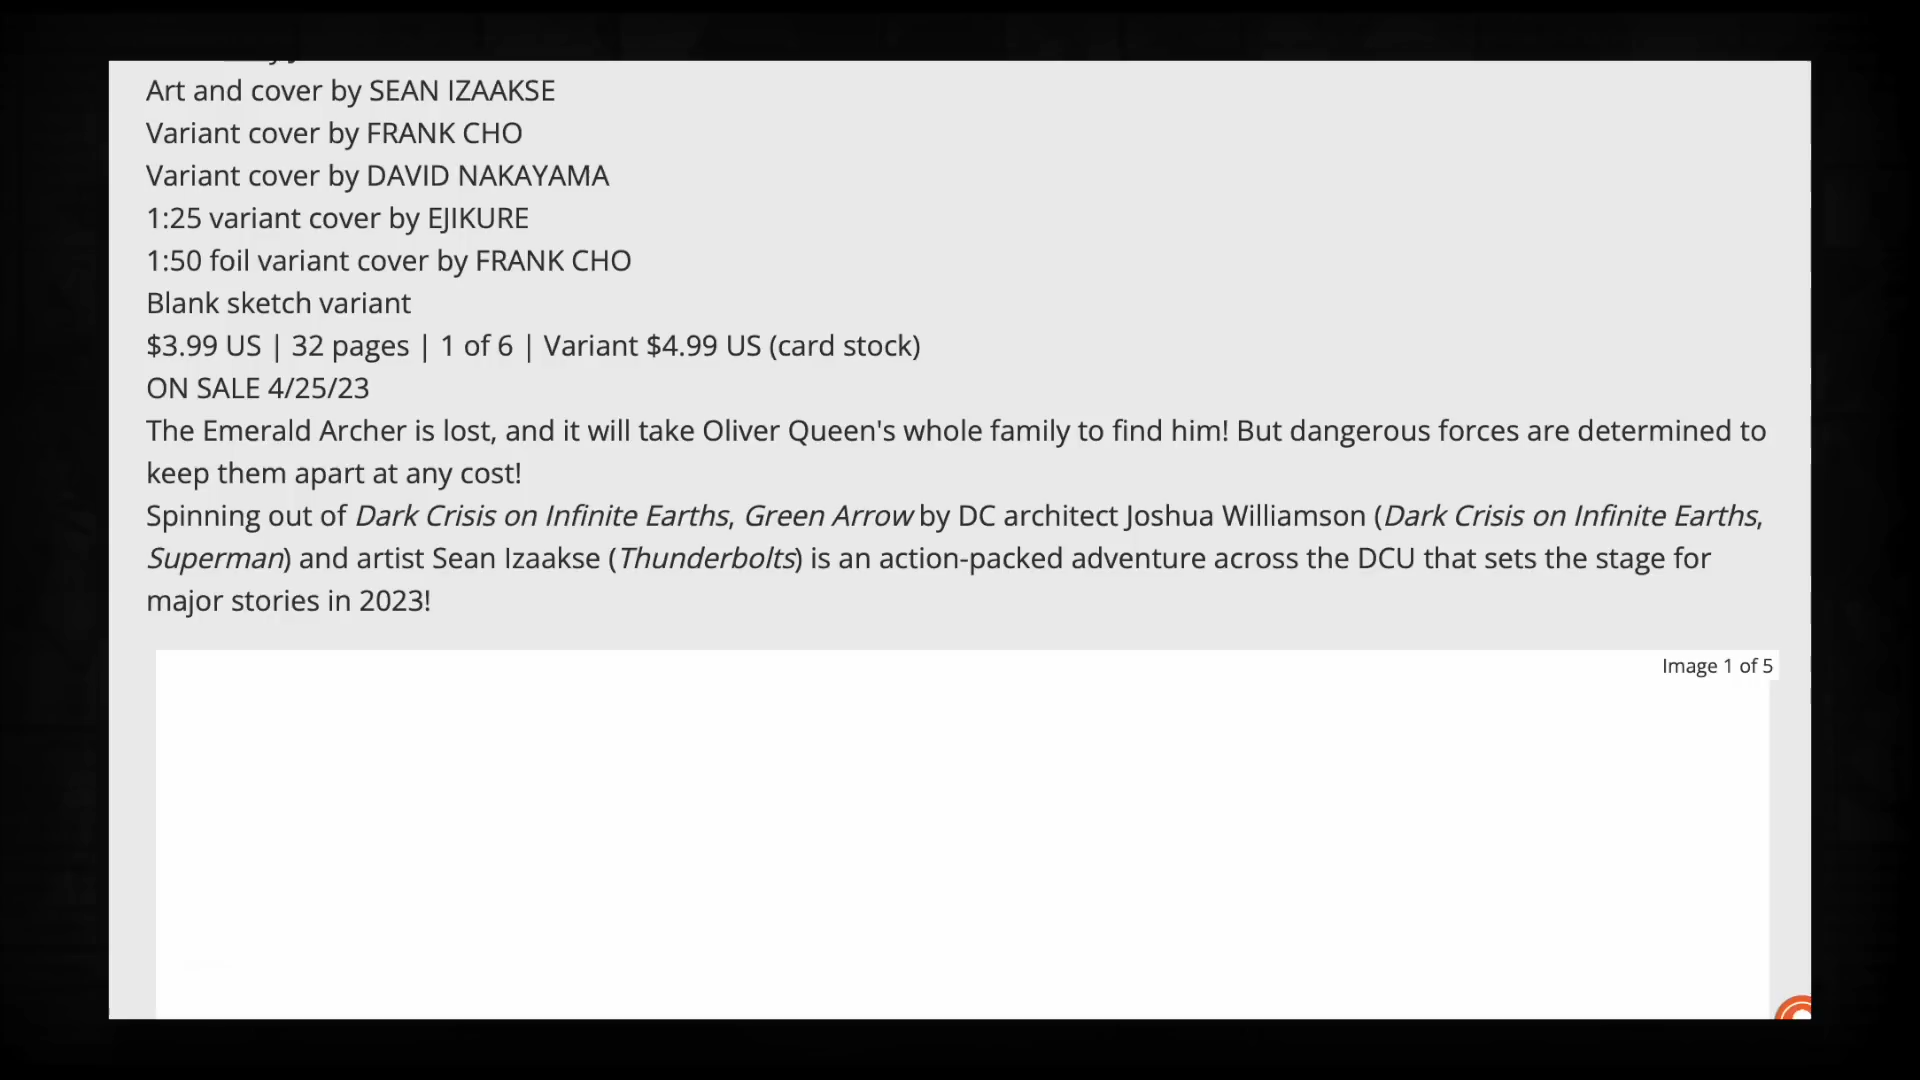 Art and cover by SEAN IZAAKSE
Variant cover by FRANK CHO
Variant cover by DAVID NAKAYAMA
1:25 variant cover by EJIKURE
1:50 foil variant cover by FRANK CHO
Blank sketch variant
$3.99 US | 32 pages | 1 of 6 | Variant $4.99 US (card stock)
ON SALE 4/25/23
The Emerald Archer is lost, and it will take Oliver Queen's whole family to find him! But dangerous forces are determined to
keep them apart at any cost!
Spinning out of Dark Crisis on Infinite Earths, Green Arrow by DC architect Joshua Williamson (Dark Crisis on Infinite Earths,
Superman) and artist Sean Izaakse (Thunderbolts) is an action-packed adventure across the DCU that sets the stage for
major stories in 2023!
Image 1 of 5